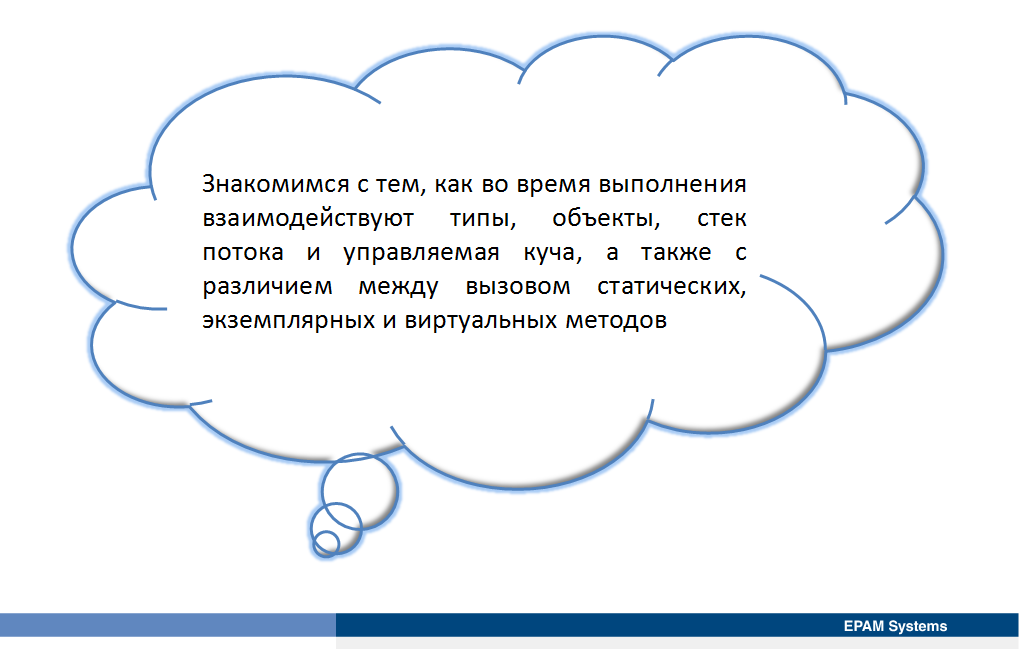 Знакомимся с тем, как во время выполнения
взаимодействуют типы, объекты, стек
потока и управляемая куча, а также с
различием между вызовом статических,
экземплярных и виртуальных методов
EPAM Systems